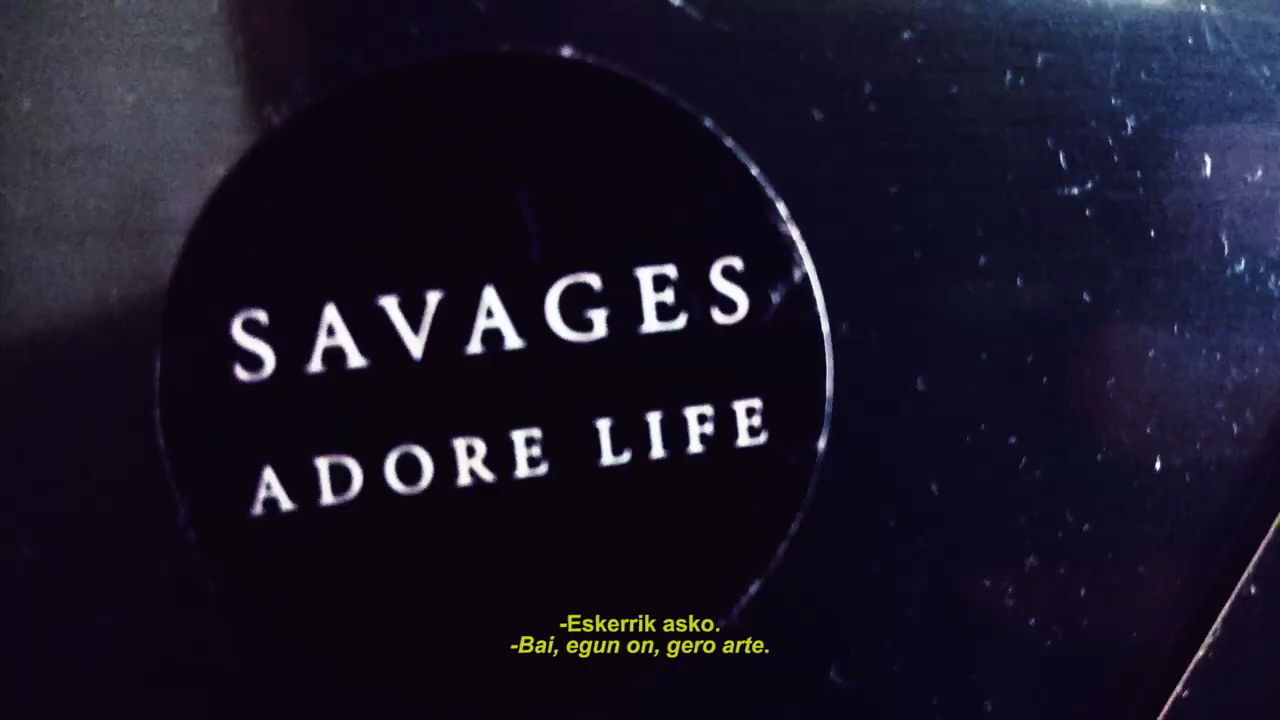 SAVAGES
ADORE LIFE
-Eskerrik asko.
-Bai, egun on, gero arte.